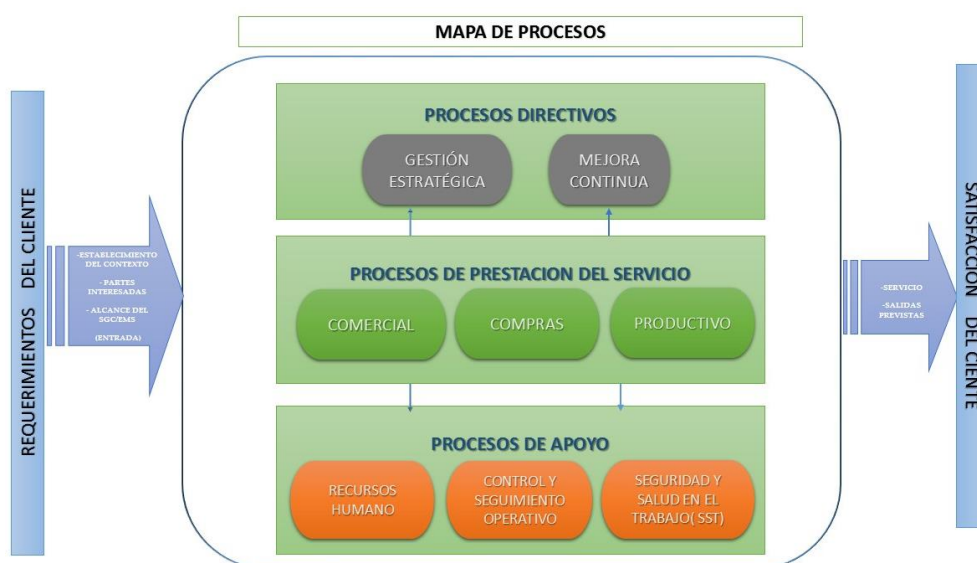 MAPA DE PROCESOS
REQUERIMIENTOS DEL CLIENTE
-ESTABLECIMIENTO
DEL CONTEXTO
- PARTES
INTERESADAS
- ALCANCE DEL
SGC/EMS
(ENTRADA)
PROCESOS DIRECTIVOS
GESTIÓN
ESTRATÉGICA
MEJORA
CONTINUA
PROCESOS DE PRESTACION DEL SERVICIO
COMERCIAL
COMPRAS
PRODUCTIVO
PROCESOS DE APOYO
RECURSOS
HUMANO
CONTROL Y
SEGUIMIENTO
OPERATIVO
SEGURIDAD Y
SALUD EN EL
TRABAJO( SST)
-SERVICIO
-SALIDAS
PREVISTAS
SATISFACCIÓN DEL CIENTE